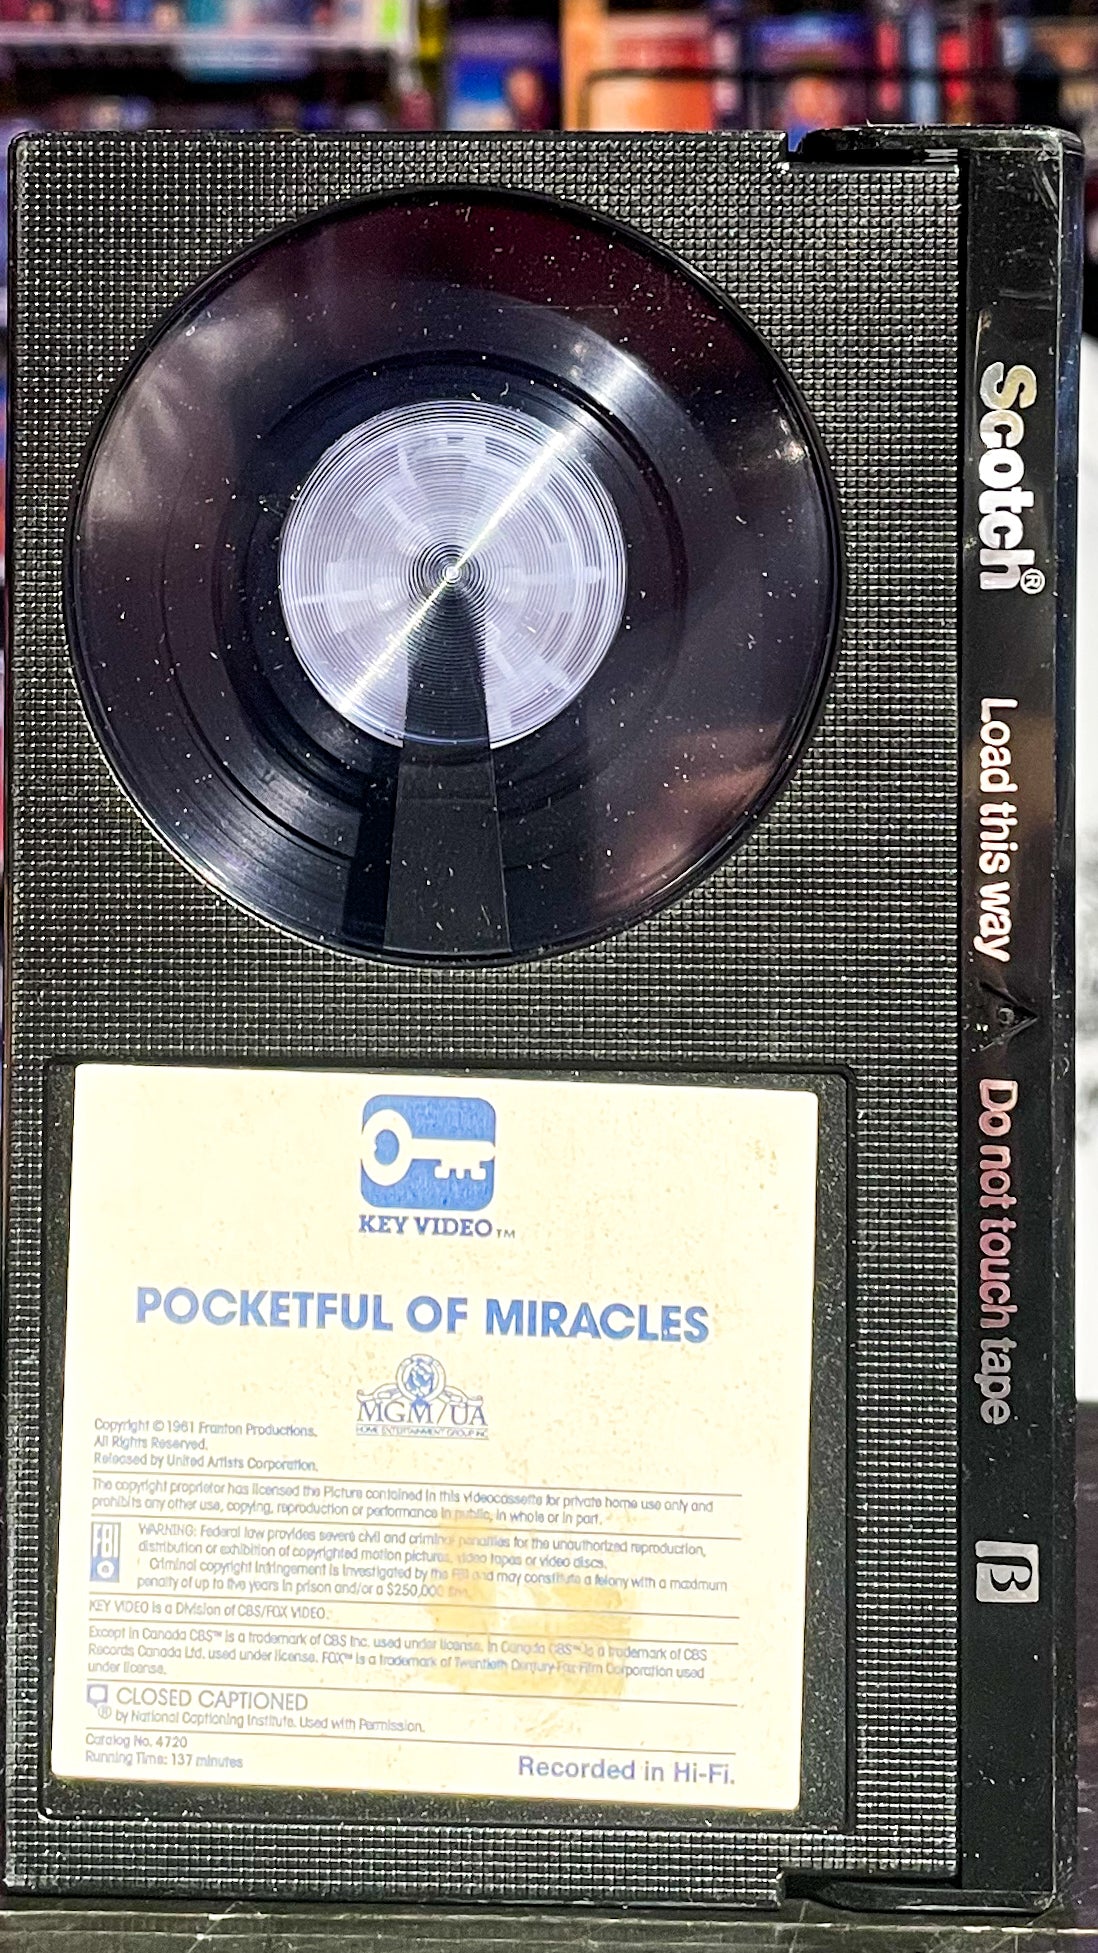 KEY VIDEO™
POCKETFUL OF MIRACLES
MGM/UA
HOME ENTERTAINMENT GROUP INC.
Copyright © 1961 Franton Productions.
All Rights Reserved.
Released by United Artists Corporation.
The copyright proprietor has licensed the Picture contained in this videocassette for private home use only and
prohibits any other use, copying, reproduction or performance in public, in whole or in part.
FBI
WARNING: Federal law provides severe civil and criminal penalties for the unauthorized reproduction,
distribution or exhibition of copyrighted motion pictures, video tapes or video discs.
Criminal copyright infringement is investigated by the FBI and may constitute a felony with a maximum
penalty of up to five years in prison and/or a $250,000 fine.
KEY VIDEO is a Division of CBS/FOX VIDEO.
Except in Canada CBS™ is a trademark of CBS Inc. used under license. In Canada CBS™ is a trademark of CBS
Records Canada Ltd. used under license. FOX™ is a trademark of Twentieth Century-Fox Film Corporation used
under license.
CLOSED CAPTIONED
® by National Captioning Institute. Used with Permission.
Catalog No. 4720
Running Time: 137 minutes
Recorded in Hi-Fi.
Scotch® Load this way Do not touch tape β